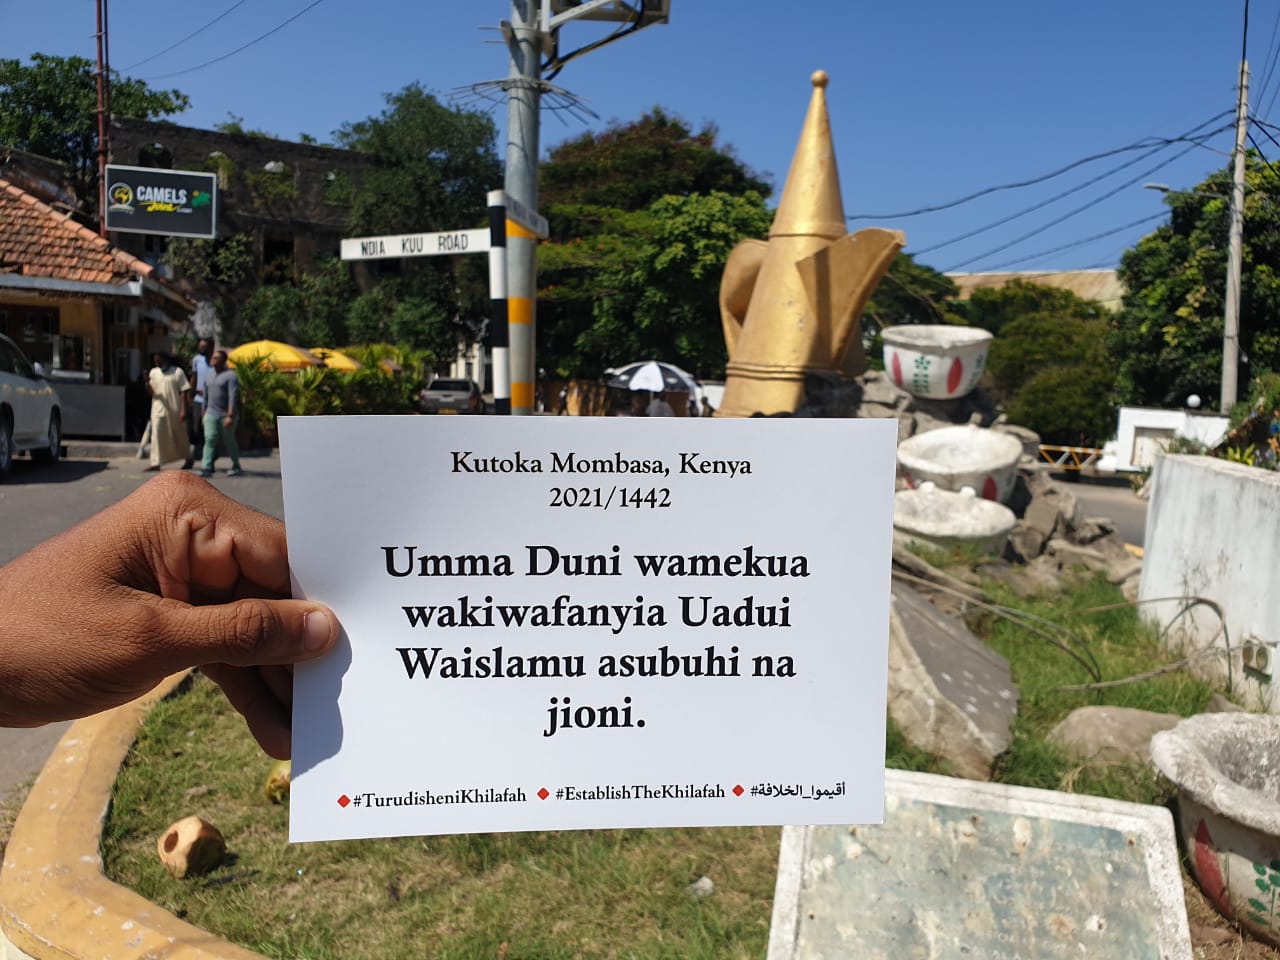 CAMELS
Joint
NDIA KUU ROAD
Kutoka Mombasa, Kenya
2021/1442
Umma Duni wamekua
wakiwafanyia Uadui
Waislamu asubuhi na
jioni.
#TurudisheniKhilafah #EstablishTheKhilafah #أقيموا_الخلافة